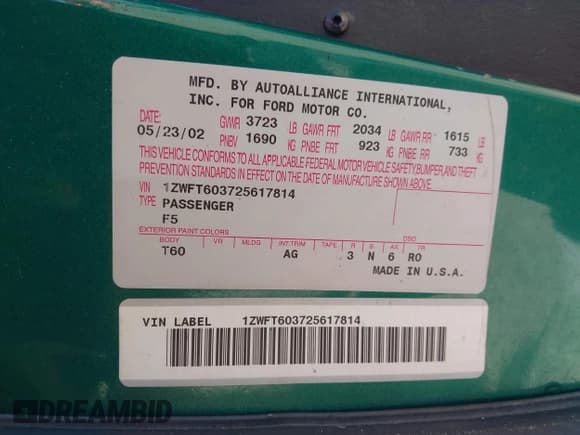 MFD. BY AUTOALLIANCE INTERNATIONAL,
INC. FOR FORD MOTOR CO.
DATE: GVWR 3723 LB GAWR FRT 2034 LB GAWR RR 1615 LB
05/23/02 PNBV 1690 KG PNBE FRT 923 KG PNBE RR 733 KG
THIS VEHICLE CONFORMS TO ALL APPLICABLE FEDERAL MOTOR VEHICLE SAFETY, BUMPER, AND THEFT
PREVENTION STANDARDS IN EFFECT ON THE DATE OF MANUFACTURE SHOWN ABOVE.
VIN 1ZWFT603725617814
TYPE PASSENGER
F5
EXTERIOR PAINT COLORS DSO
BODY VR MLDG INT.TRIM TAPE R S AX TR
T60 AG 3 N 6 RO
MADE IN U.S.A.
VIN LABEL 1ZWFT603725617814
DREAMBID